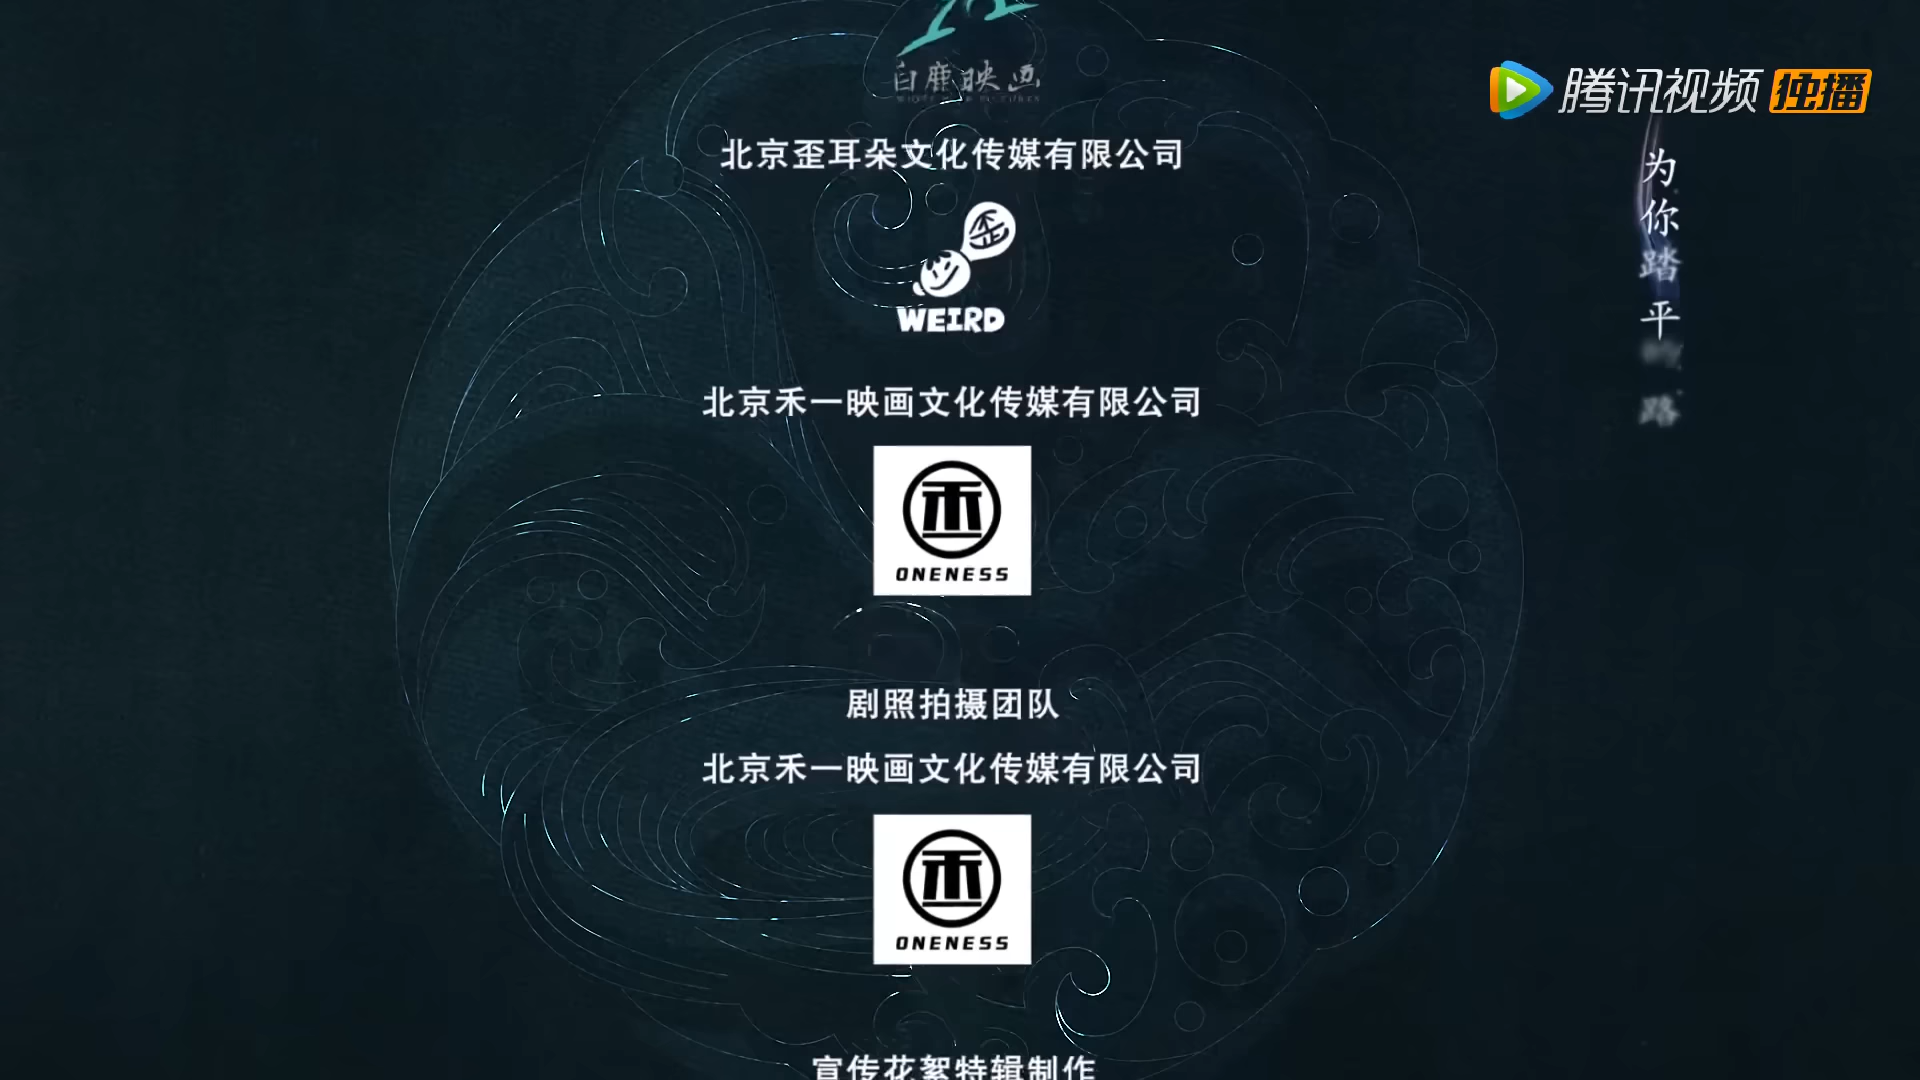 白鹿映画
腾讯视频 独播
北京歪耳朵文化传媒有限公司
歪
WEIRD
为你踏平的路
北京禾一映画文化传媒有限公司
ONENESS
剧照拍摄团队
北京禾一映画文化传媒有限公司
ONENESS
宣传花絮特辑制作